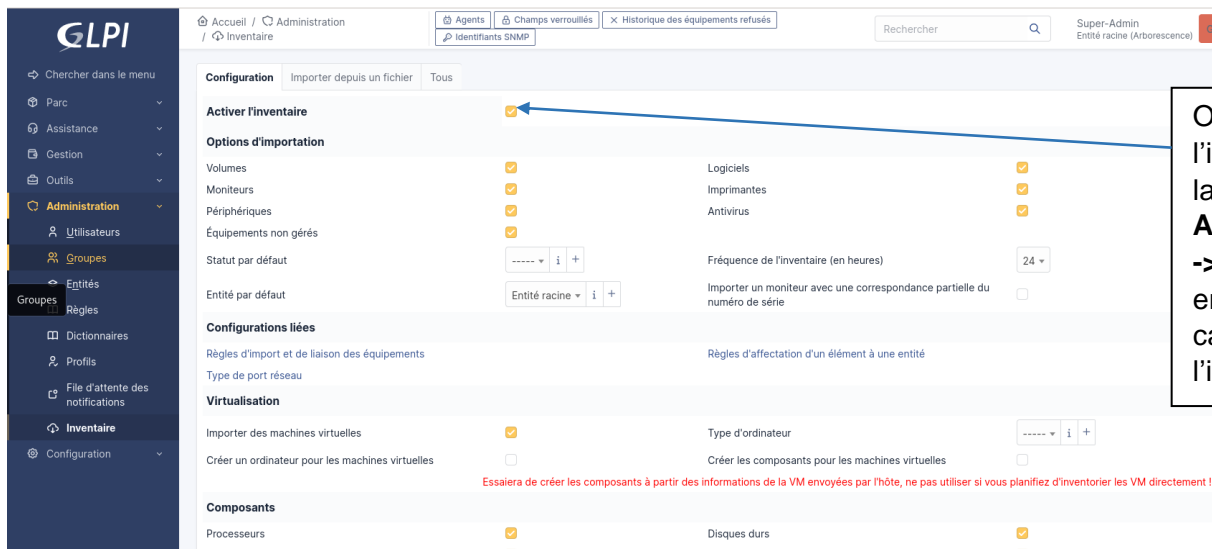 GLPI
Chercher dans le menu
Parc
Assistance
Gestion
Outils
Administration
Utilisateurs
Groupes
Entités
Groupes
Règles
Dictionnaires
Profils
File d'attente des
notifications
Inventaire
Configuration
Accueil / Administration
/ Inventaire
Agents
Champs verrouillés
Historique des équipements refusés
Identifiants SNMP
Rechercher
Super-Admin
Entité racine (Arborescence)
Configuration
Importer depuis un fichier
Tous
Activer l'inventaire
Options d'importation
Volumes
Logiciels
Moniteurs
Imprimantes
Périphériques
Antivirus
Équipements non gérés
Statut par défaut
----- i +
Fréquence de l'inventaire (en heures)
24
Entité par défaut
Entité racine i +
Importer un moniteur avec une correspondance partielle du
numéro de série
Configurations liées
Règles d'import et de liaison des équipements
Règles d'affectation d'un élément à une entité
Type de port réseau
Virtualisation
Importer des machines virtuelles
Type d'ordinateur
----- i +
Créer un ordinateur pour les machines virtuelles
Créer les composants pour les machines virtuelles
Essaiera de créer les composants à partir des informations de la VM envoyées par l'hôte, ne pas utiliser si vous planifiez d'inventorier les VM directement !
Composants
Processeurs
Disques durs
l'i
la
A
->
l'i